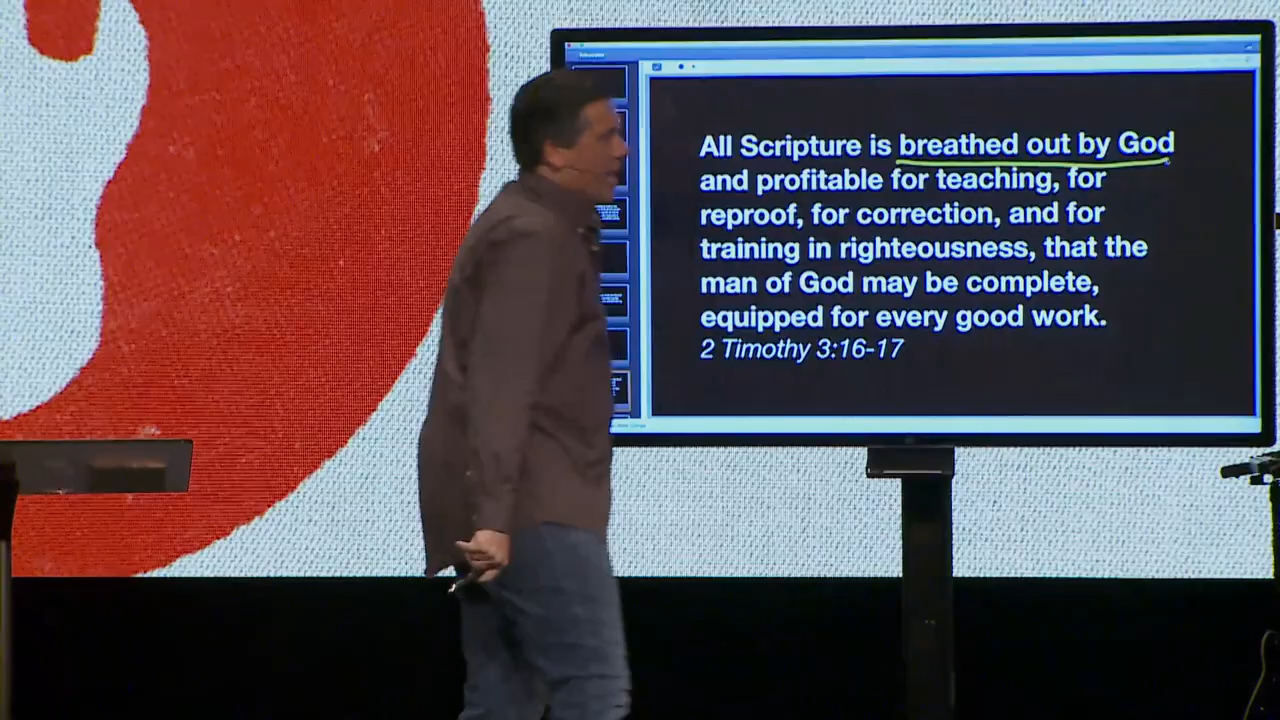 All Scripture is breathed out by God
and profitable for teaching, for
reproof, for correction, and for
training in righteousness, that the
man of God may be complete,
equipped for every good work.
2 Timothy 3:16-17